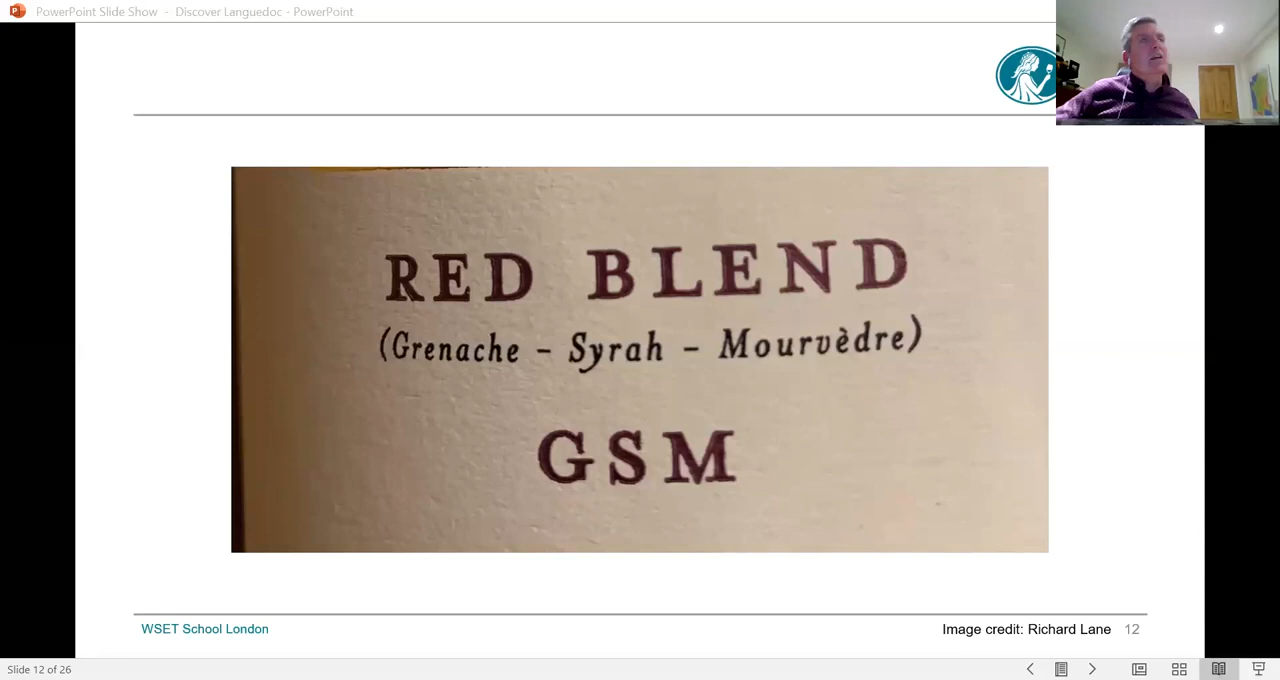 PowerPoint Slide Show - Discover Languedoc - PowerPoint
RED BLEND
(Grenache – Syrah – Mourvèdre)
GSM
WSET School London
Image credit: Richard Lane 12
Slide 12 of 26